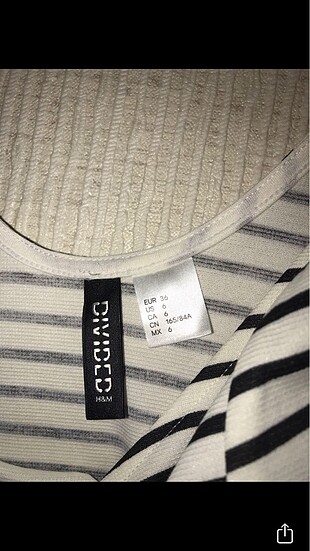 DIVIDED
H&M
EUR 36
US 6
CA 6
CN 165/84A
MX 6